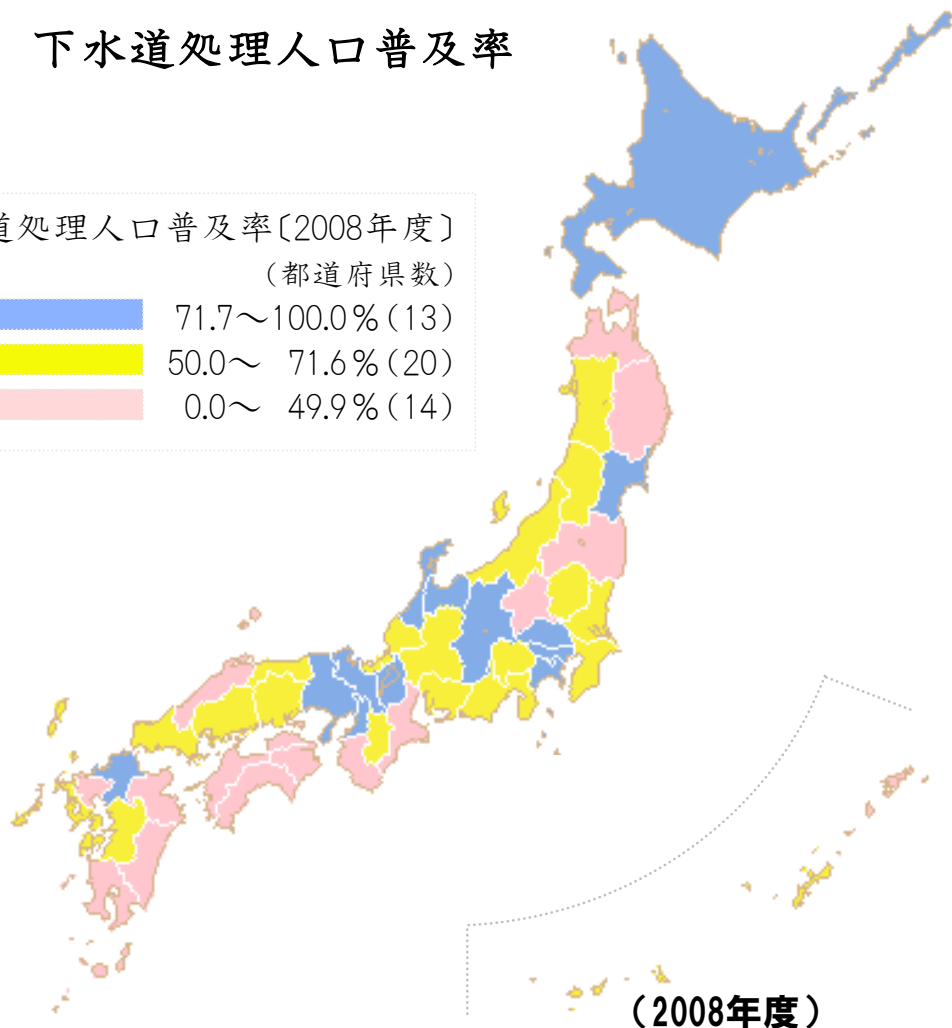 下水道処理人口普及率
道処理人口普及率〔2008年度〕
(都道府県数)
71.7～100.0%(13)
50.0～ 71.6%(20)
0.0～ 49.9%(14)
(2008年度)